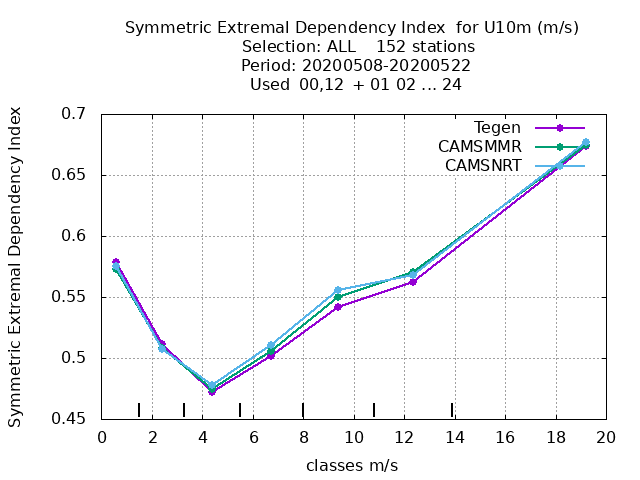 Symmetric Extremal Dependency Index  for U10m (m/s)
Selection: ALL    152 stations
Period: 20200508-20200522
Used  00,12  + 01 02 ... 24
Symmetric Extremal Dependency Index
0.7
0.65
0.6
0.55
0.5
0.45
Tegen
CAMSMMR
CAMSNRT
0 2 4 6 8 10 12 14 16 18 20
classes m/s